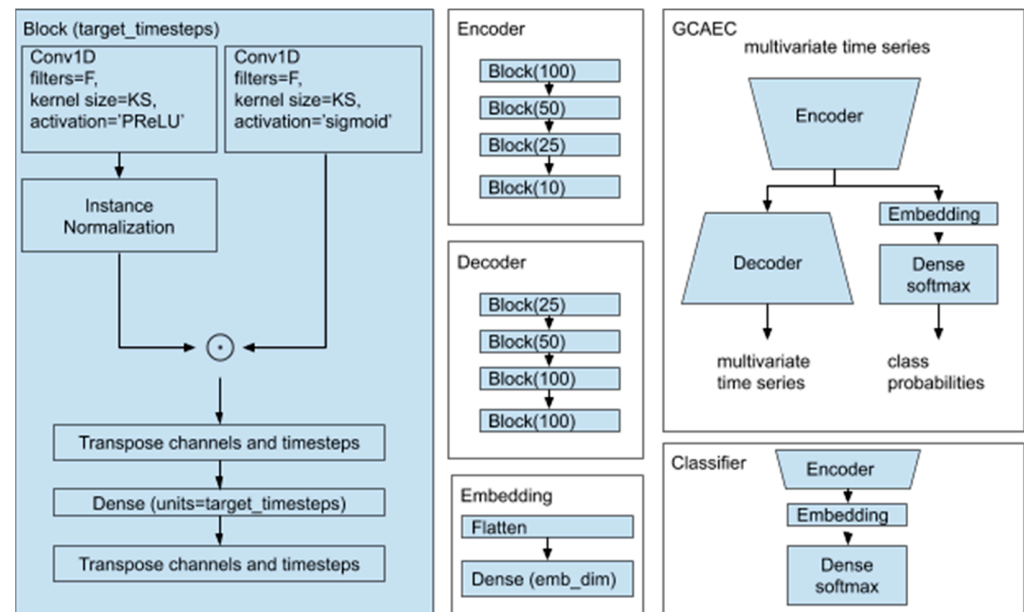 Block (target_timesteps)
Conv1D
filters=F,
kernel size=KS,
activation='PReLU'
Conv1D
filters=F,
kernel size=KS,
activation='sigmoid'
Instance
Normalization
Transpose channels and timesteps
Dense (units=target_timesteps)
Transpose channels and timesteps
Encoder
Block(100)
Block(50)
Block(25)
Block(10)
Decoder
Block(25)
Block(50)
Block(100)
Block(100)
Embedding
Flatten
Dense (emb_dim)
GCAEC
multivariate time series
Encoder
Decoder
Embedding
Dense
softmax
multivariate
time series
class
probabilities
Classifier
Encoder
Embedding
Dense
softmax